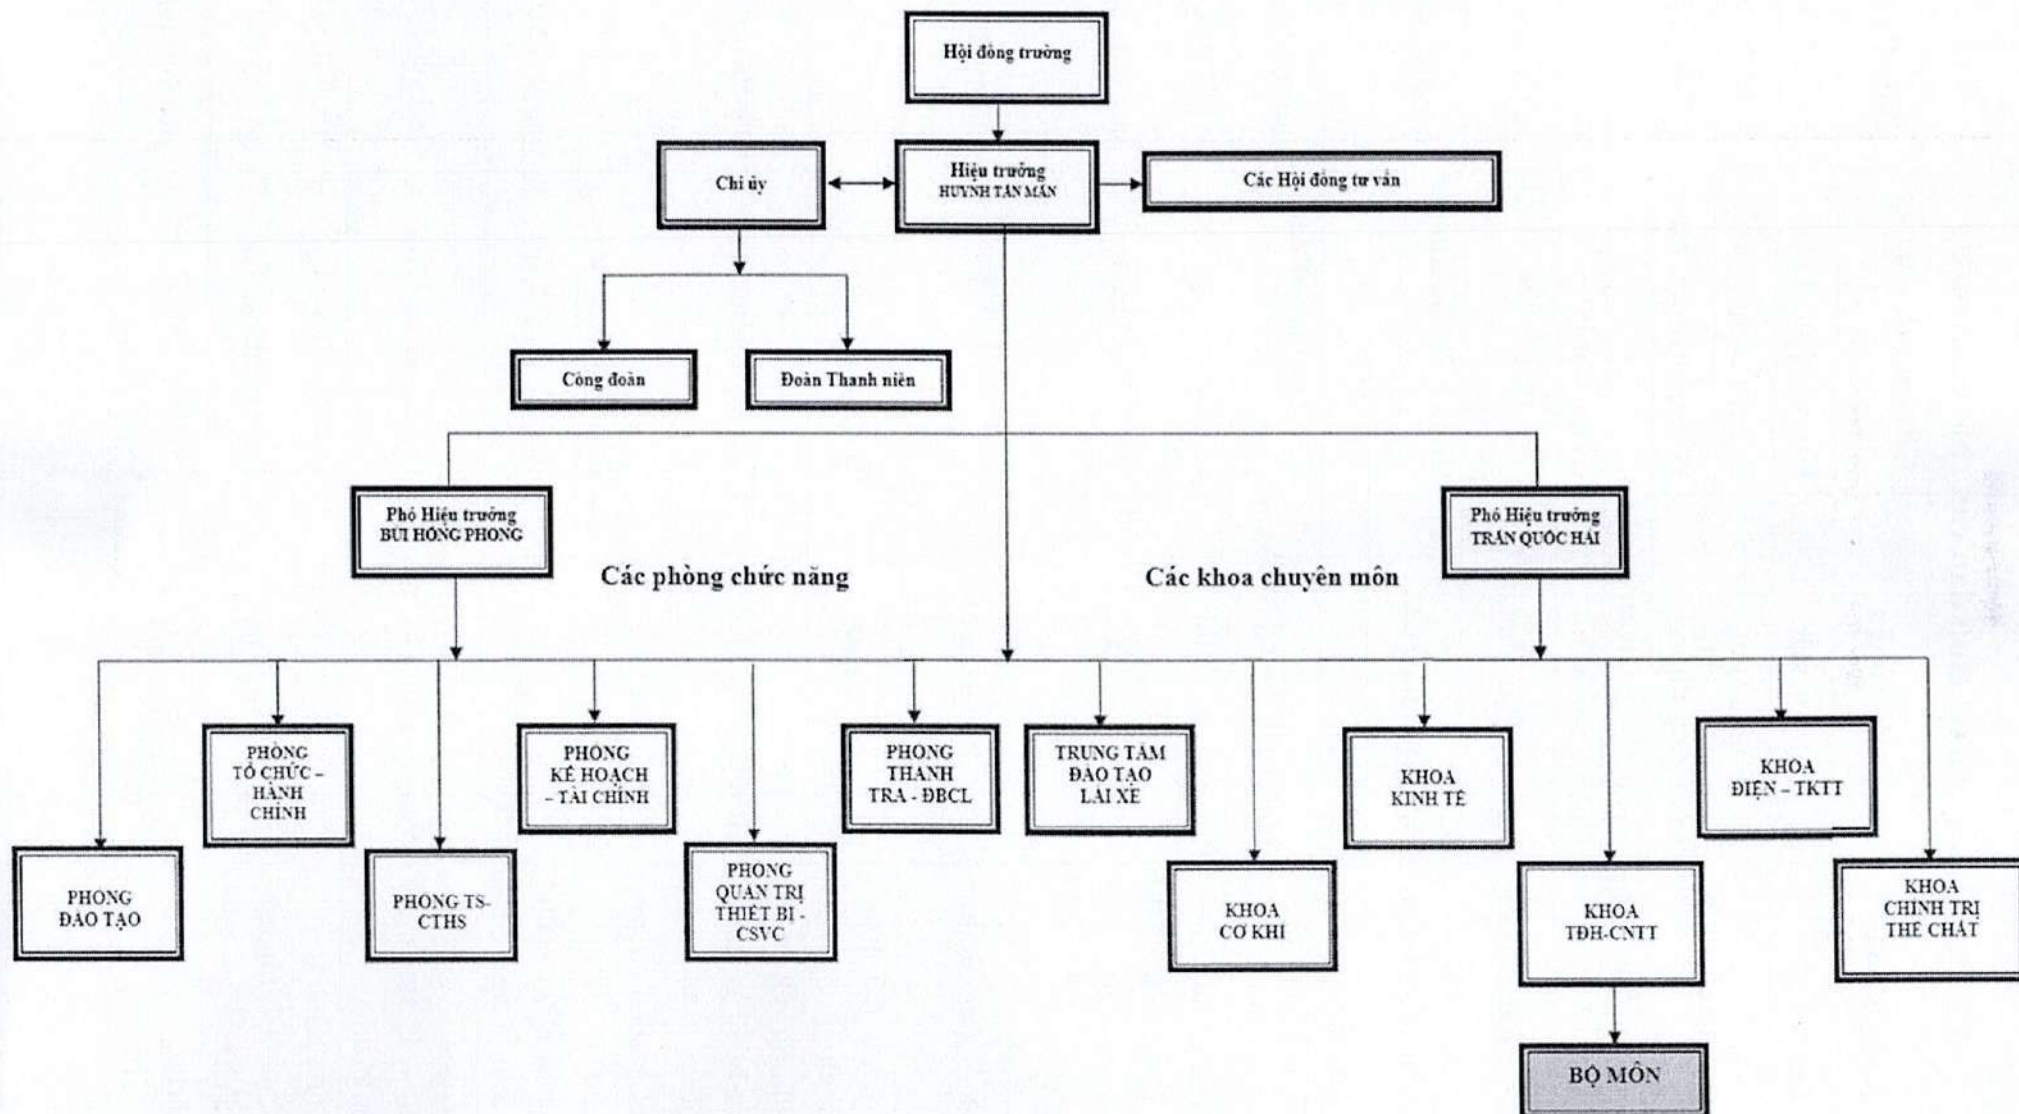 Hội đồng trường
Chi ủy
Hiệu trưởng
HUỲNH TẤN MẪN
Các Hội đồng tư vấn
Công đoàn
Đoàn Thanh niên
Phó Hiệu trưởng
BÙI HỒNG PHONG
Phó Hiệu trưởng
TRẦN QUỐC HẢI
Các phòng chức năng
Các khoa chuyên môn
PHÒNG
ĐÀO TẠO
PHÒNG
TỔ CHỨC –
HÀNH
CHÍNH
PHÒNG TS-
CTHS
PHÒNG
KẾ HOẠCH
– TÀI CHÍNH
PHÒNG
QUẢN TRỊ
THIẾT BỊ -
CSVC
PHÒNG
THANH
TRA - ĐBCL
TRUNG TÂM
ĐÀO TẠO
LÁI XE
KHOA
CƠ KHÍ
KHOA
KINH TẾ
KHOA
TĐH-CNTT
KHOA
ĐIỆN – TKTT
KHOA
CHÍNH TRỊ
THỂ CHẤT
BỘ MÔN